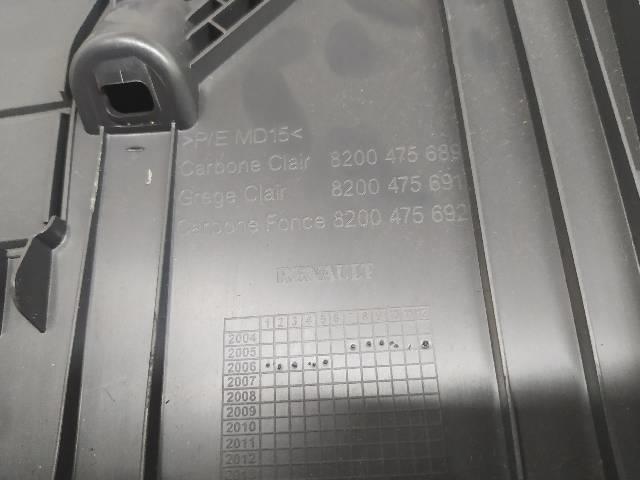 >P/E MD15<
Carbone Clair 8200 475 689
Grege Clair 8200 475 691
Carbone Fonce 8200 475 692
RENAULT
1 2 3 4 5 6 7 8 9 10 11 12
2004
2005
2006
2007
2008
2009
2010
2011
2012